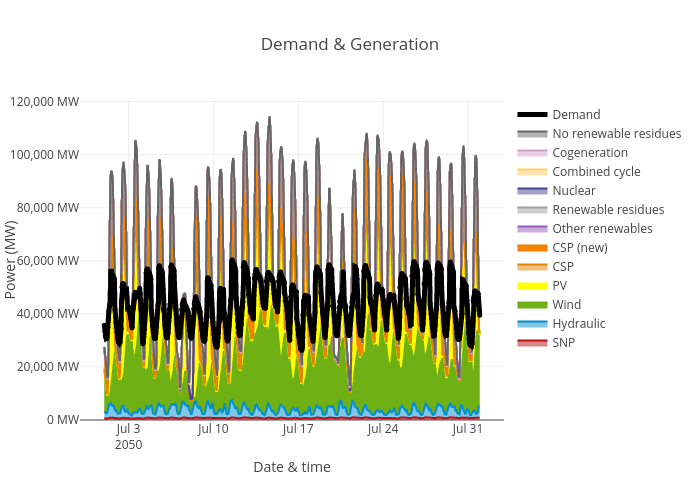 Demand & Generation
120,000 MW
100,000 MW
80,000 MW
60,000 MW
40,000 MW
20,000 MW
0 MW
Power (MW)
Jul 3
2050
Jul 10
Jul 17
Jul 24
Jul 31
Date & time
Demand
No renewable residues
Cogeneration
Combined cycle
Nuclear
Renewable residues
Other renewables
CSP (new)
CSP
PV
Wind
Hydraulic
SNP